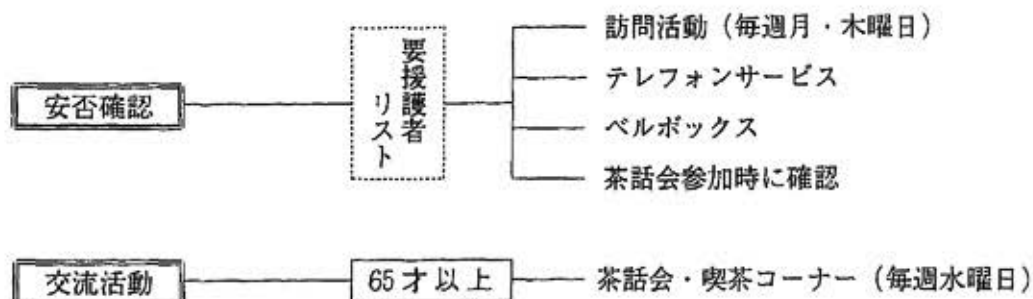 安否確認
要援護者
リスト
訪問活動（毎週月・木曜日）
テレフォンサービス
ベルボックス
茶話会参加時に確認
交流活動
65才以上
茶話会・喫茶コーナー（毎週水曜日）